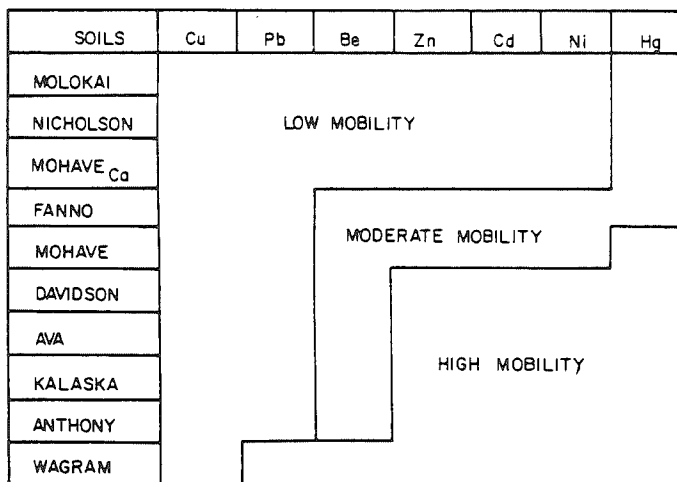 SOILS Cu Pb Be Zn Cd Ni Hg
MOLOKAI
NICHOLSON LOW MOBILITY
MOHAVE Ca
FANNO
MOHAVE MODERATE MOBILITY
DAVIDSON
AVA
KALASKA HIGH MOBILITY
ANTHONY
WAGRAM